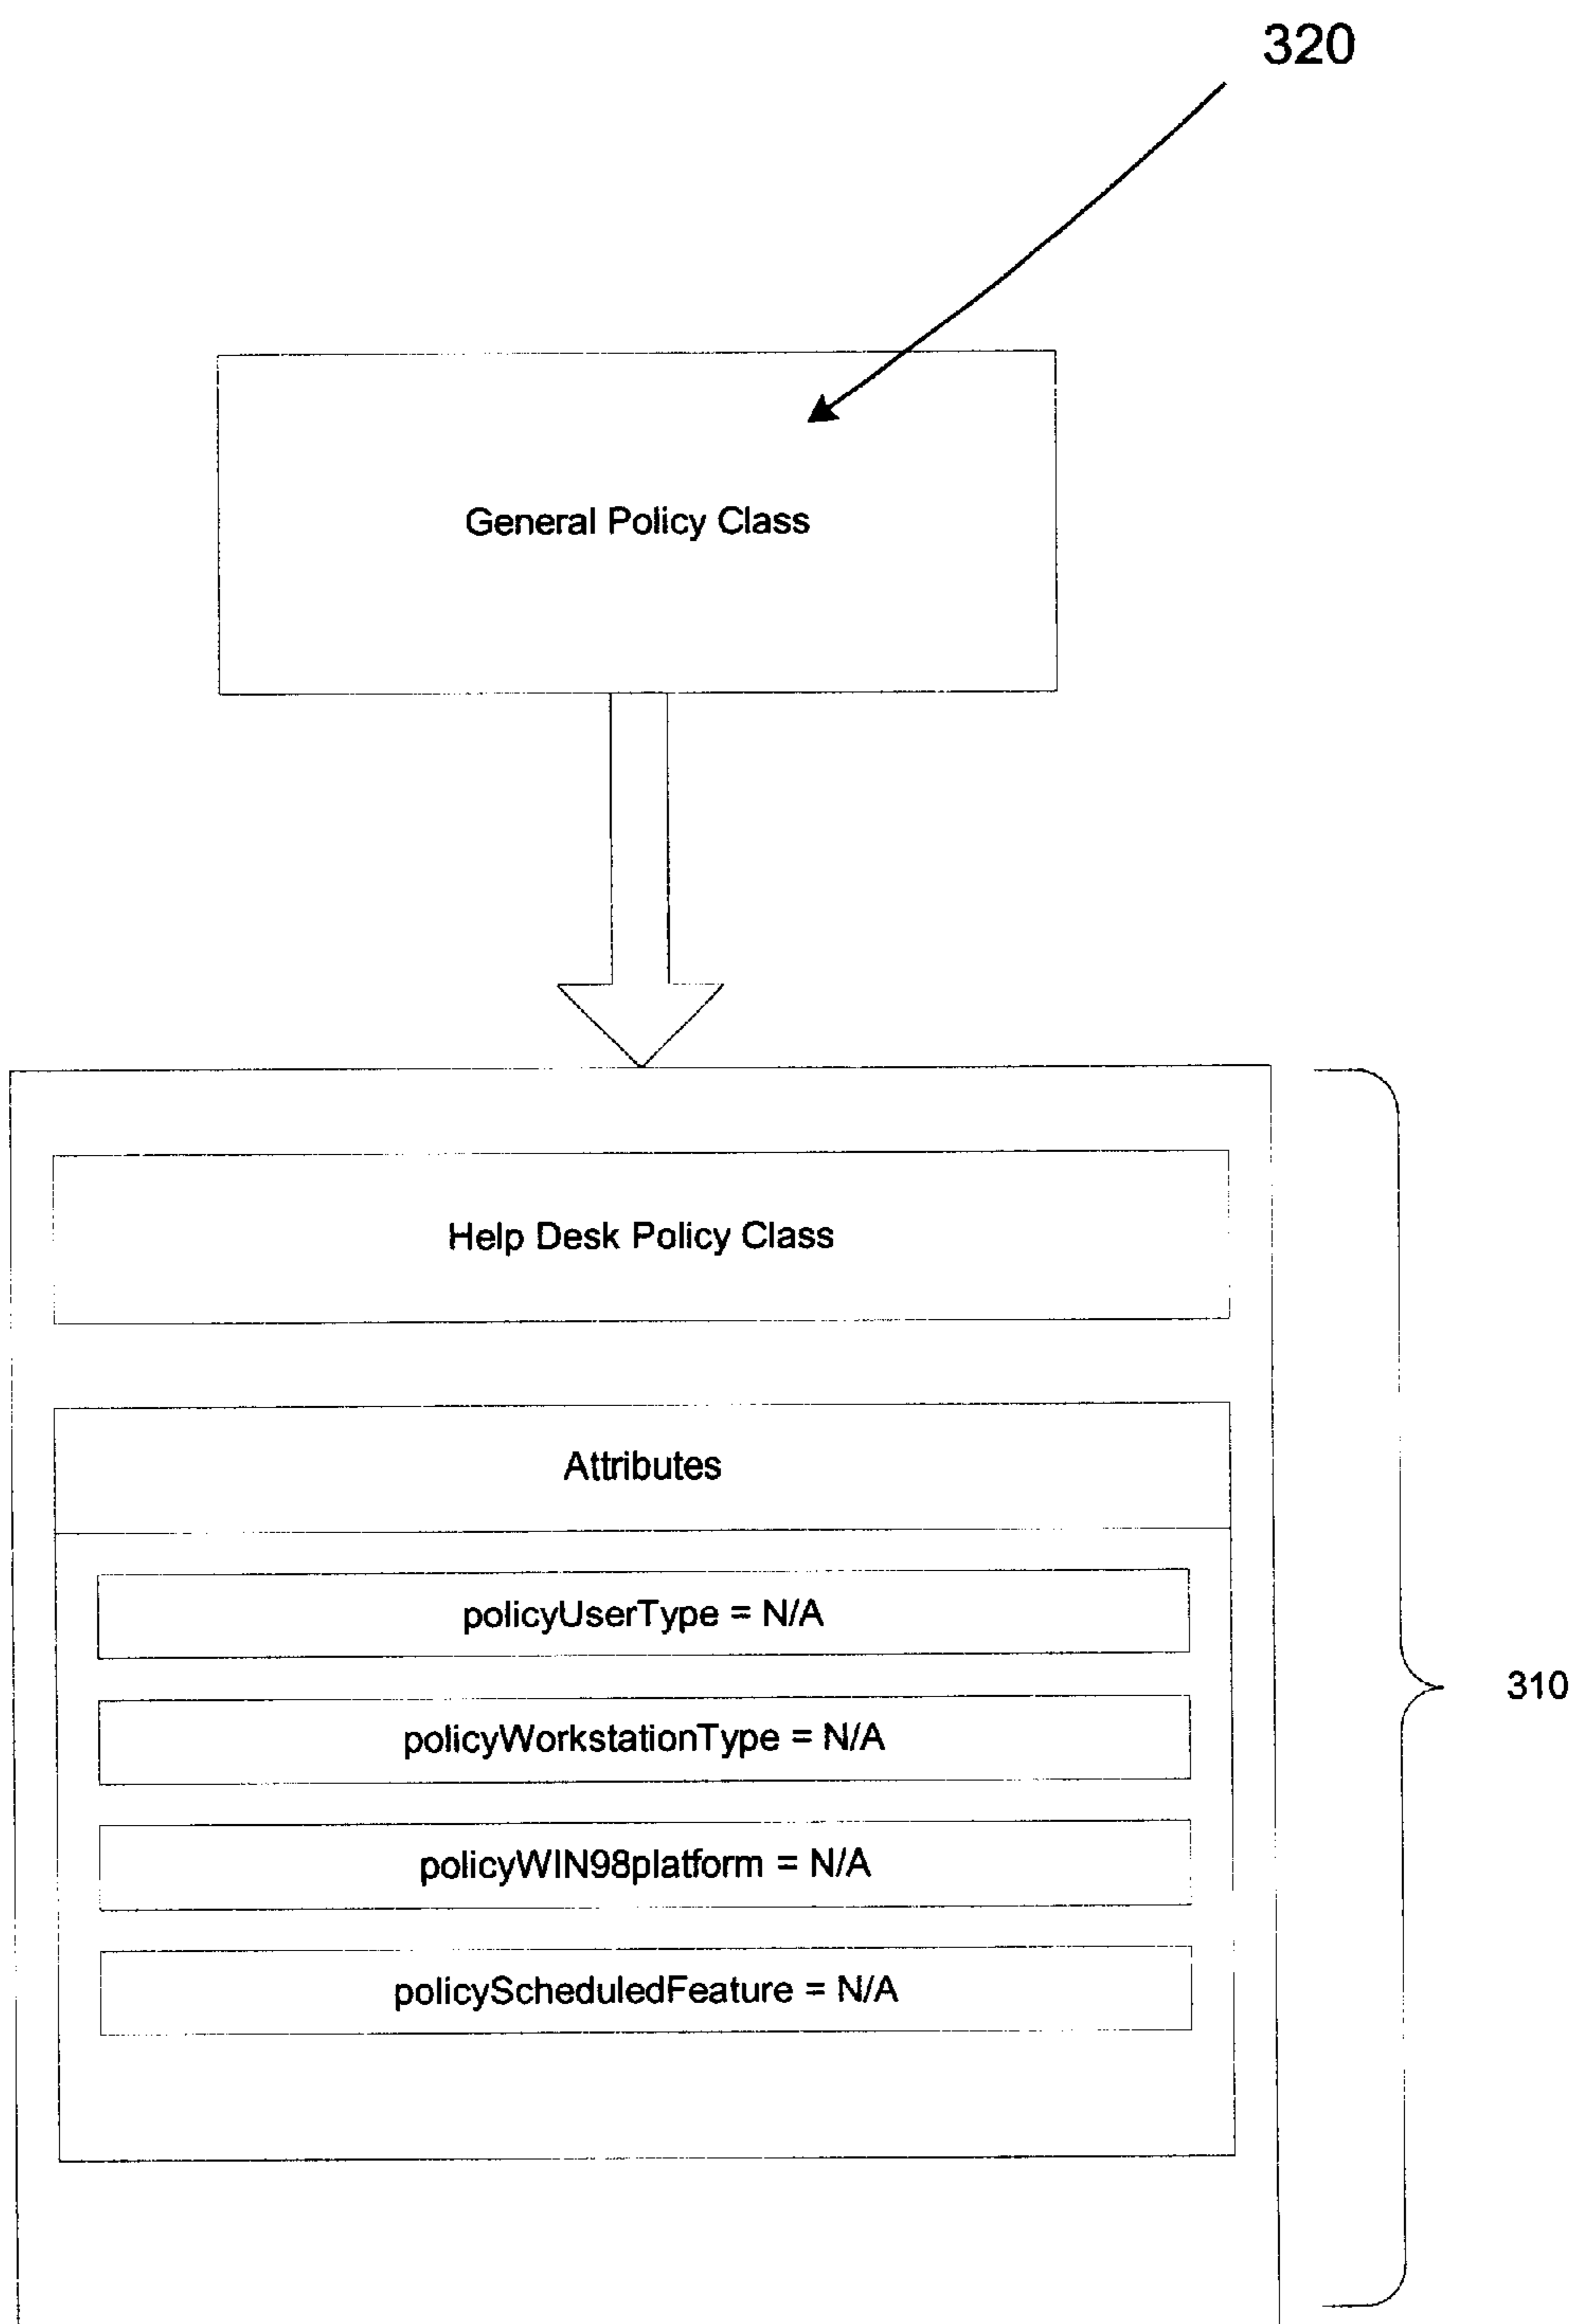 320
General Policy Class
Help Desk Policy Class
Attributes
policyUserType = N/A
policyWorkstationType = N/A
310
policyWIN98platform = N/A
policyScheduledFeature = N/A